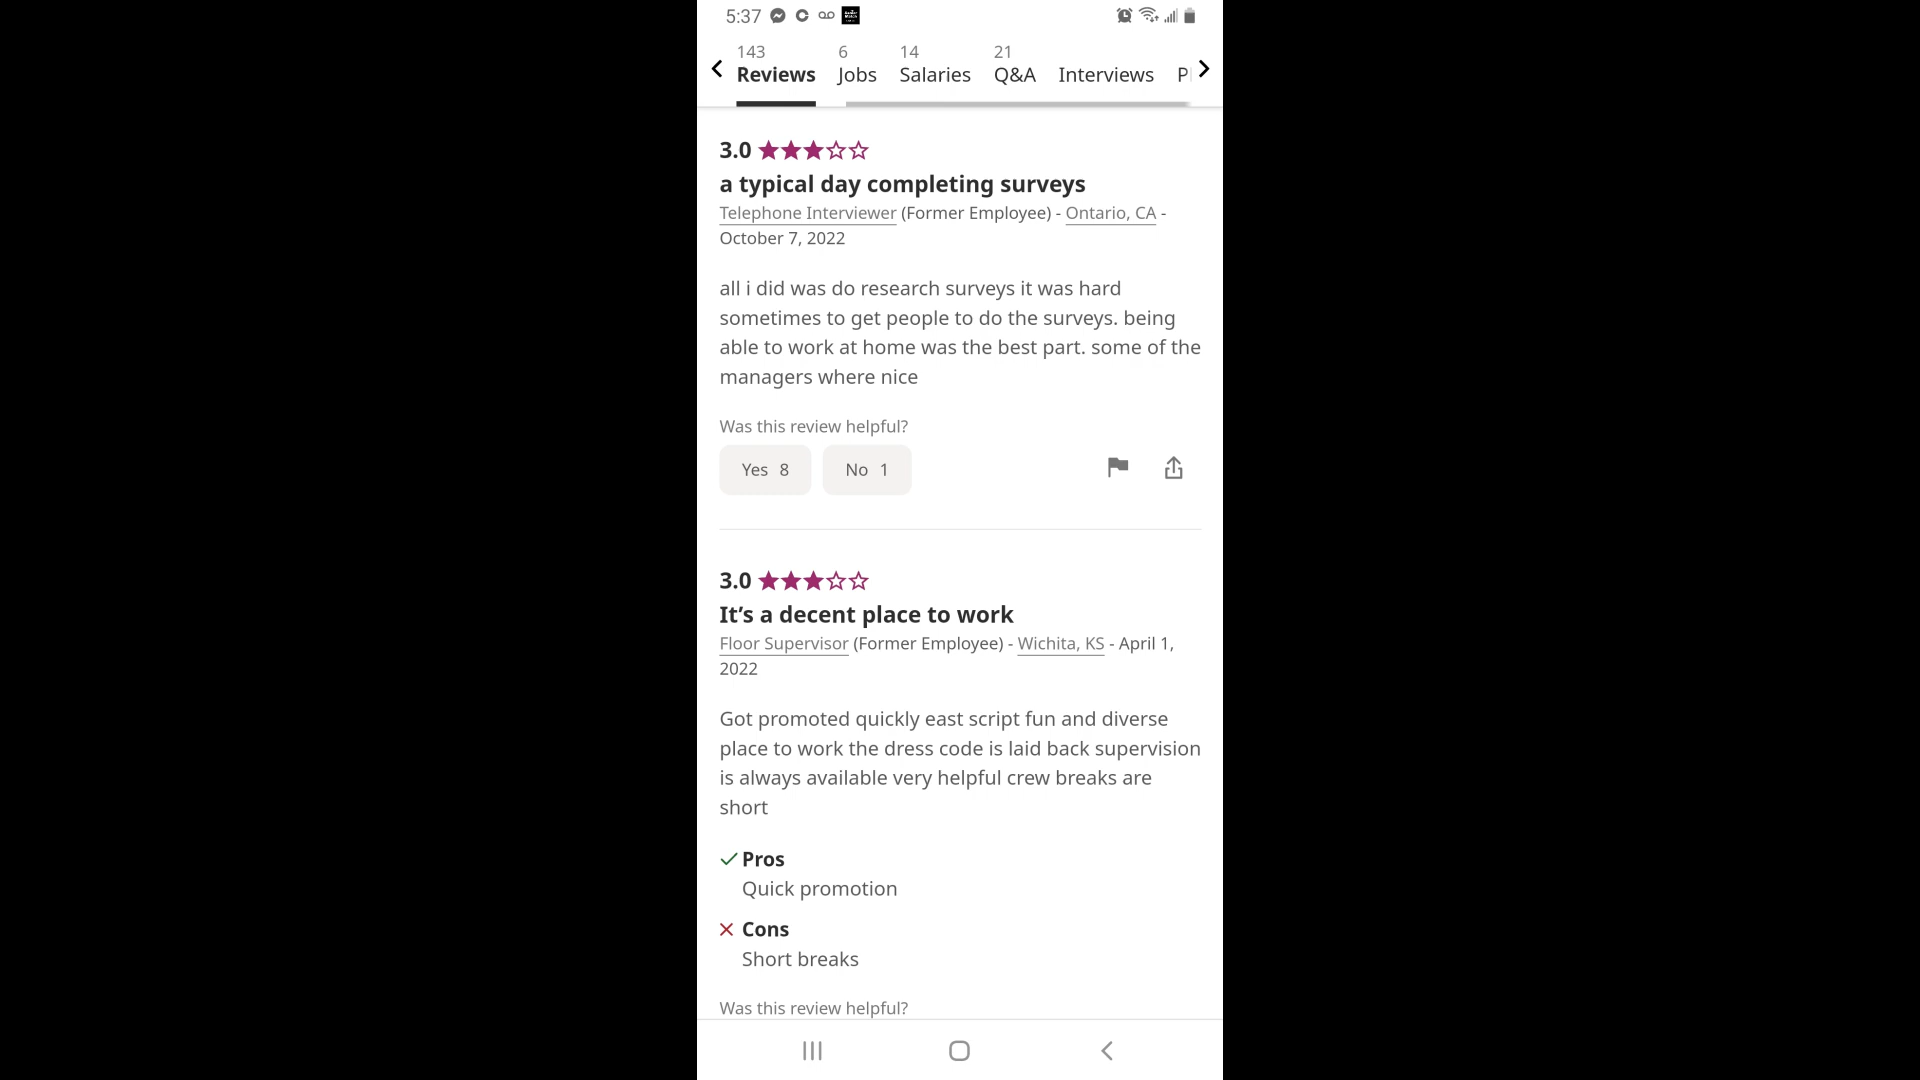 5:37
143 6 14 21
Reviews Jobs Salaries Q&A Interviews P
3.0
a typical day completing surveys
Telephone Interviewer (Former Employee) - Ontario, CA -
October 7, 2022
all i did was do research surveys it was hard
sometimes to get people to do the surveys. being
able to work at home was the best part. some of the
managers where nice
Was this review helpful?
Yes 8 No 1
3.0
It’s a decent place to work
Floor Supervisor (Former Employee) - Wichita, KS - April 1,
2022
Got promoted quickly east script fun and diverse
place to work the dress code is laid back supervision
is always available very helpful crew breaks are
short
Pros
Quick promotion
Cons
Short breaks
Was this review helpful?